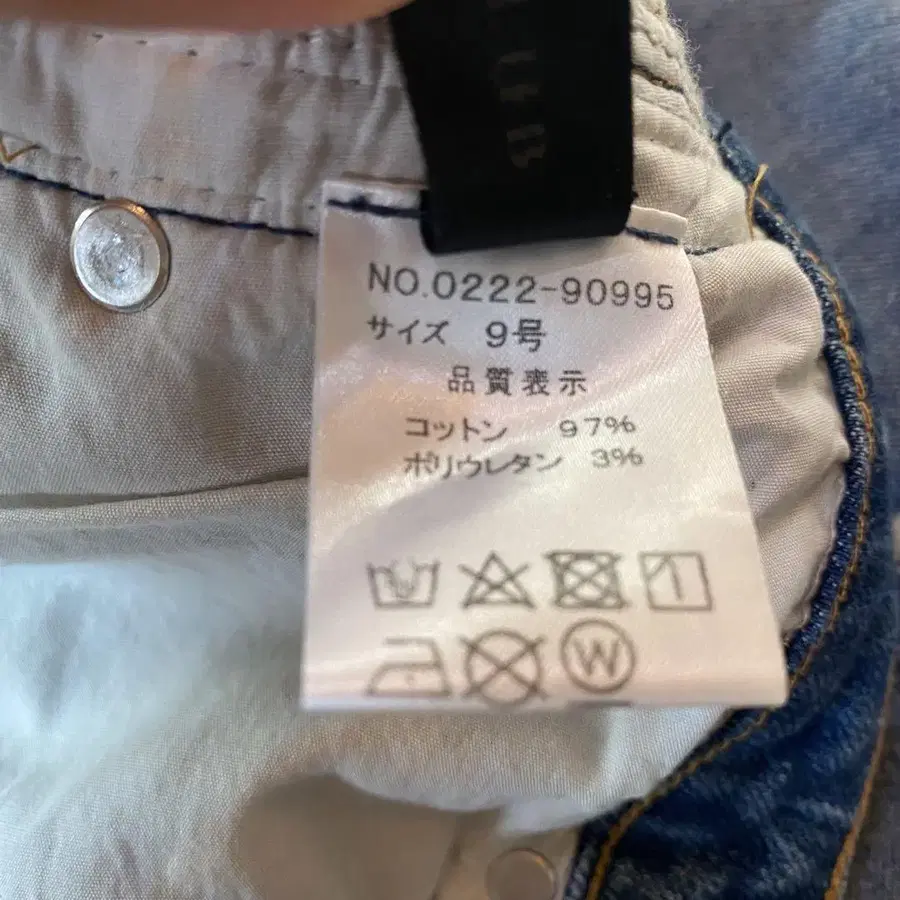 NO.0222-90995
サイズ 9号
品質表示
コットン 97%
ポリウレタン 3%
W